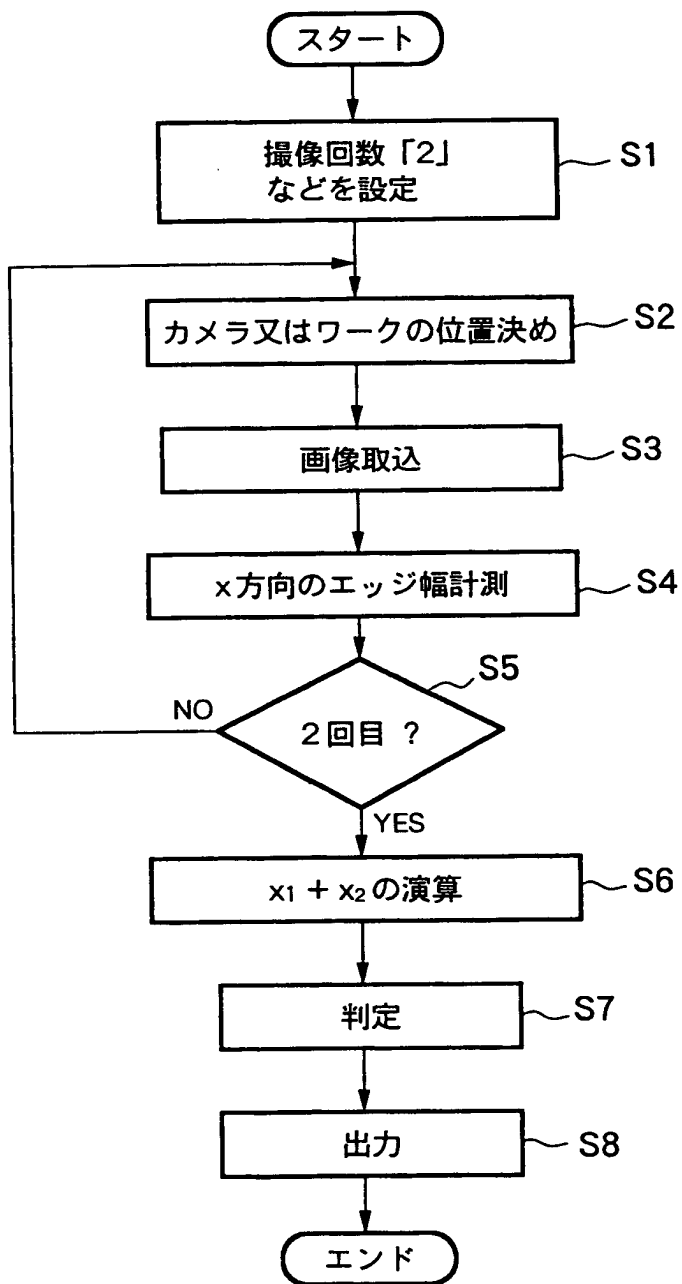 スタート
撮像回数「2」
などを設定
S1
カメラ又はワークの位置決め
S2
画像取込
S3
x方向のエッジ幅計測
S4
S5
NO
2回目 ?
YES
x₁ + x₂の演算
S6
判定
S7
出力
S8
エンド